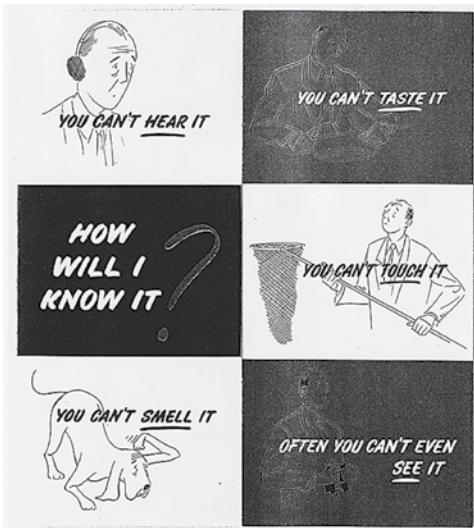 YOU CAN'T HEAR IT
YOU CAN'T TASTE IT
HOW
WILL I
KNOW IT?
YOU CAN'T TOUCH IT
YOU CAN'T SMELL IT
OFTEN YOU CAN'T EVEN
SEE IT